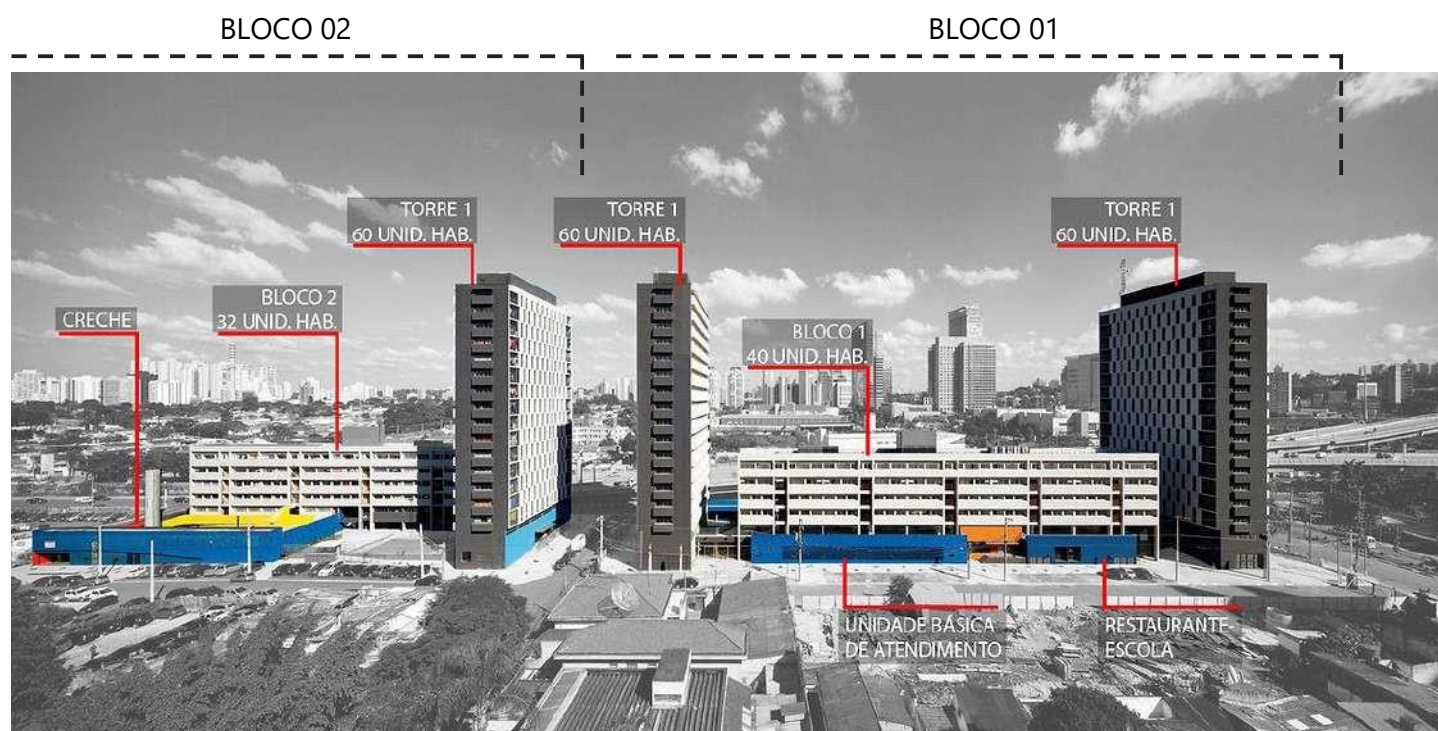 BLOCO 02
BLOCO 01
TORRE 1
60 UNID. HAB.
TORRE 1
60 UNID. HAB.
TORRE 1
60 UNID. HAB.
CRECHE
BLOCO 2
32 UNID. HAB.
BLOCO 1
40 UNID. HAB.
UNIDADE BÁSICA
DE ATENDIMENTO
RESTAURANTE-
ESCOLA